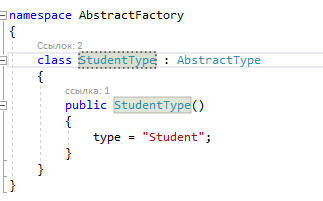 namespace AbstractFactory
{
Ссылок: 2
class StudentType : AbstractType
{
ссылка: 1
public StudentType()
{
type = "Student";
}
}
}